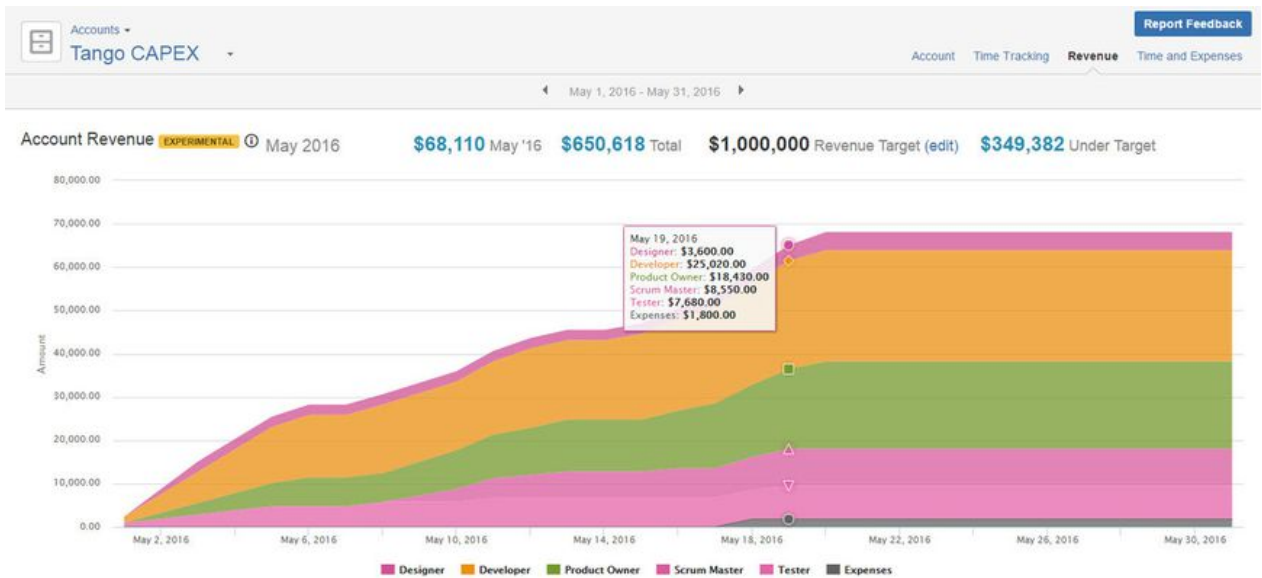 Accounts
Tango CAPEX
Report Feedback
Account Time Tracking Revenue Time and Expenses
May 1, 2016 - May 31, 2016
Account Revenue EXPERIMENTAL May 2016 $68,110 May '16 $650,618 Total $1,000,000 Revenue Target (edit) $349,382 Under Target
80,000.00
70,000.00
60,000.00
50,000.00
40,000.00
30,000.00
20,000.00
10,000.00
0.00
Amount
May 19, 2016
Designer: $3,600.00
Developer: $25,020.00
Product Owner: $18,430.00
Scrum Master: $8,550.00
Tester: $7,680.00
Expenses: $1,800.00
May 2, 2016 May 6, 2016 May 10, 2016 May 14, 2016 May 18, 2016 May 22, 2016 May 26, 2016 May 30, 2016
Designer Developer Product Owner Scrum Master Tester Expenses